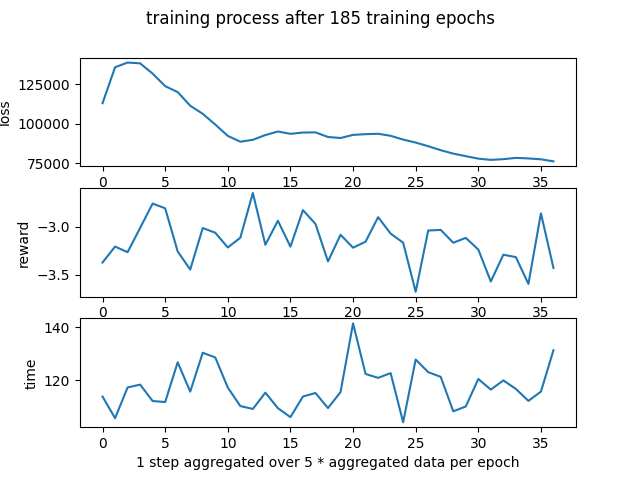 training process after 185 training epochs
125000
100000
75000
loss
0 5 10 15 20 25 30 35
−3.0
−3.5
reward
0 5 10 15 20 25 30 35
140
120
time
0 5 10 15 20 25 30 35
1 step aggregated over 5 * aggregated data per epoch